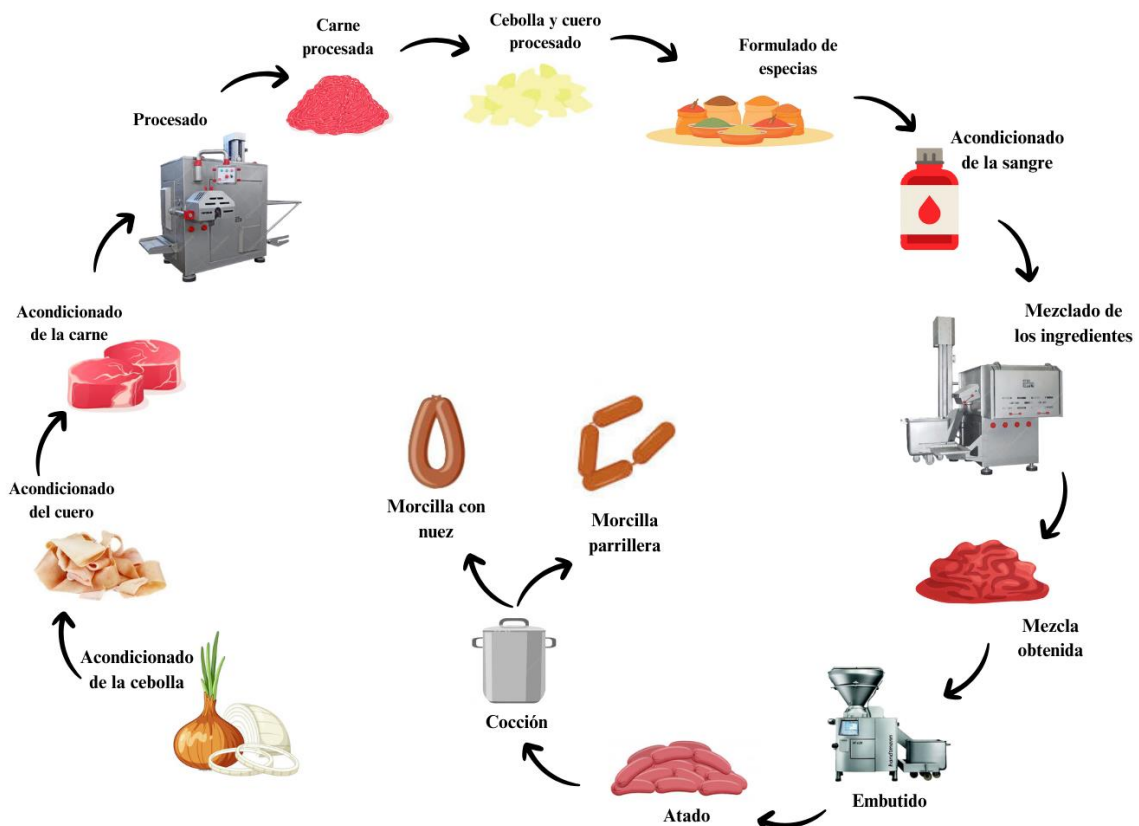 Carne
procesada
Cebolla y cuero
procesado
Formulado de
especias
Procesado
Acondicionado
de la sangre
Acondicionado
de la carne
Mezclado de
los ingredientes
Acondicionado
del cuero
Morcilla con
nuez
Morcilla
parrillera
Mezcla
obtenida
Acondicionado
de la cebolla
Cocción
handtmann
Embutido
Atado